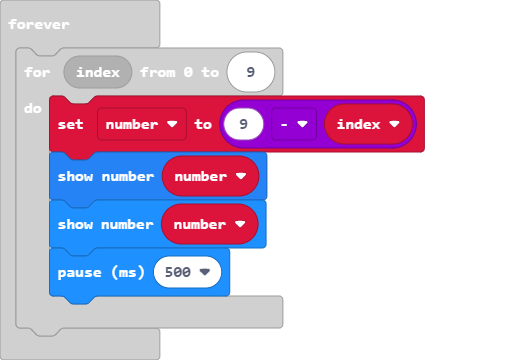 forever
for index from 0 to 9
do
set number to 9 - index
show number number
show number number
pause (ms) 500